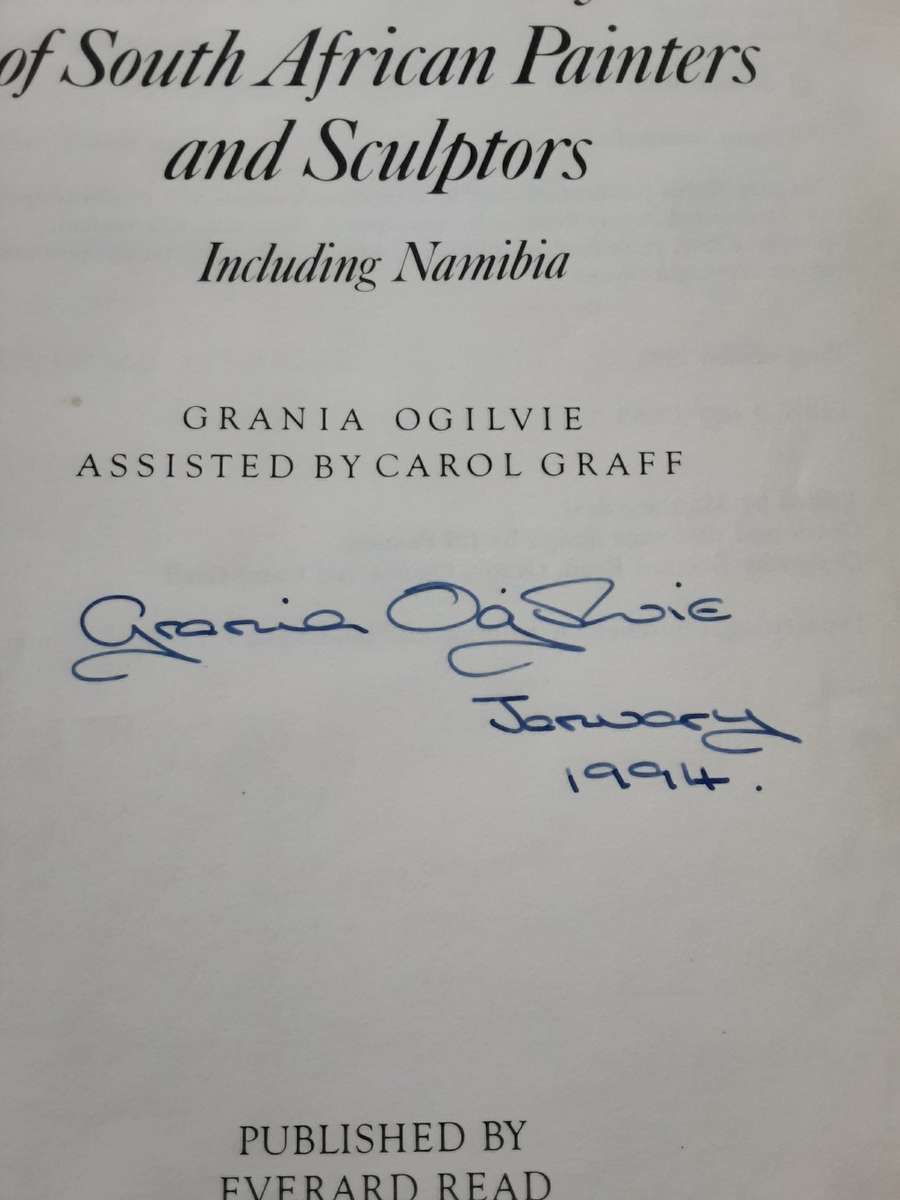 of South African Painters
and Sculptors
Including Namibia
GRANIA OGILVIE
ASSISTED BY CAROL GRAFF
Grania Ogilvie
January
1994.
PUBLISHED BY
EVERARD READ